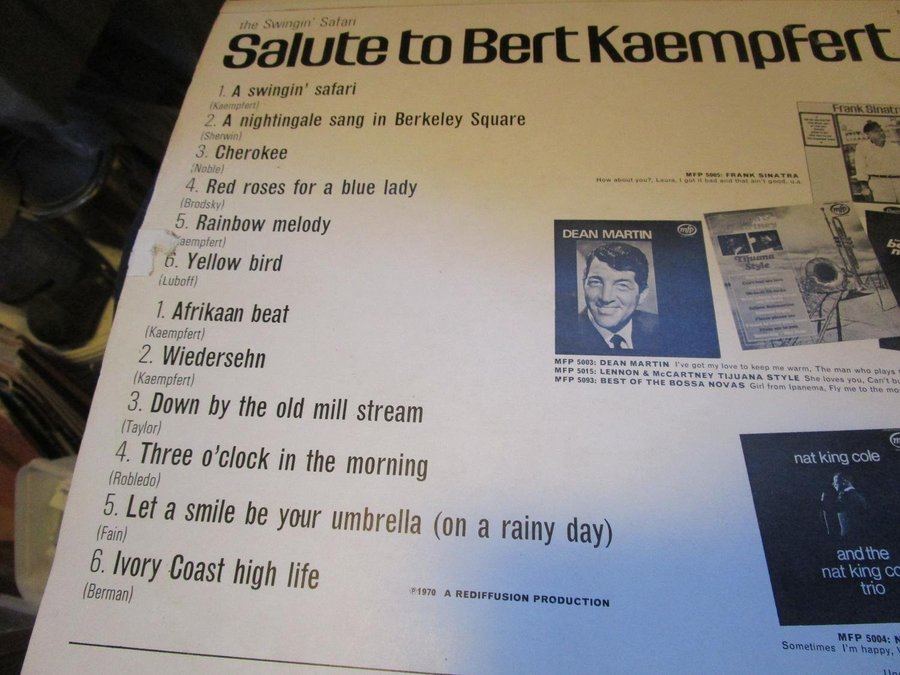 the Swingin' Safari
Salute to Bert Kaempfert
1. A swingin' safari
(Kaempfert)
2. A nightingale sang in Berkeley Square
(Sherwin)
3. Cherokee
(Noble)
4. Red roses for a blue lady
(Brodsky)
5. Rainbow melody
aempfert)
6. Yellow bird
(Luboff)
1. Afrikaan beat
(Kaempfert)
2. Wiedersehn
(Kaempfert)
3. Down by the old mill stream
(Taylor)
4. Three o'clock in the morning
(Robledo)
5. Let a smile be your umbrella (on a rainy day)
(Fain)
6. Ivory Coast high life
(Berman)
℗1970 A REDIFFUSION PRODUCTION
Frank Sinatra
MFP 5005: FRANK SINATRA
How about you?, Laura, I got it bad and that ain't good, u.a.
DEAN MARTIN
mfp
Tijuana
Style
mfp
MFP 5003: DEAN MARTIN I've got my love to keep me warm, The man who plays
MFP 5015: LENNON & McCARTNEY TIJUANA STYLE She loves you, Can't bu
MFP 5093: BEST OF THE BOSSA NOVAS Girl from Ipanema, Fly me to the mo
nat king cole
and the
nat king co
trio
MFP 5004: N
Sometimes I'm happy,